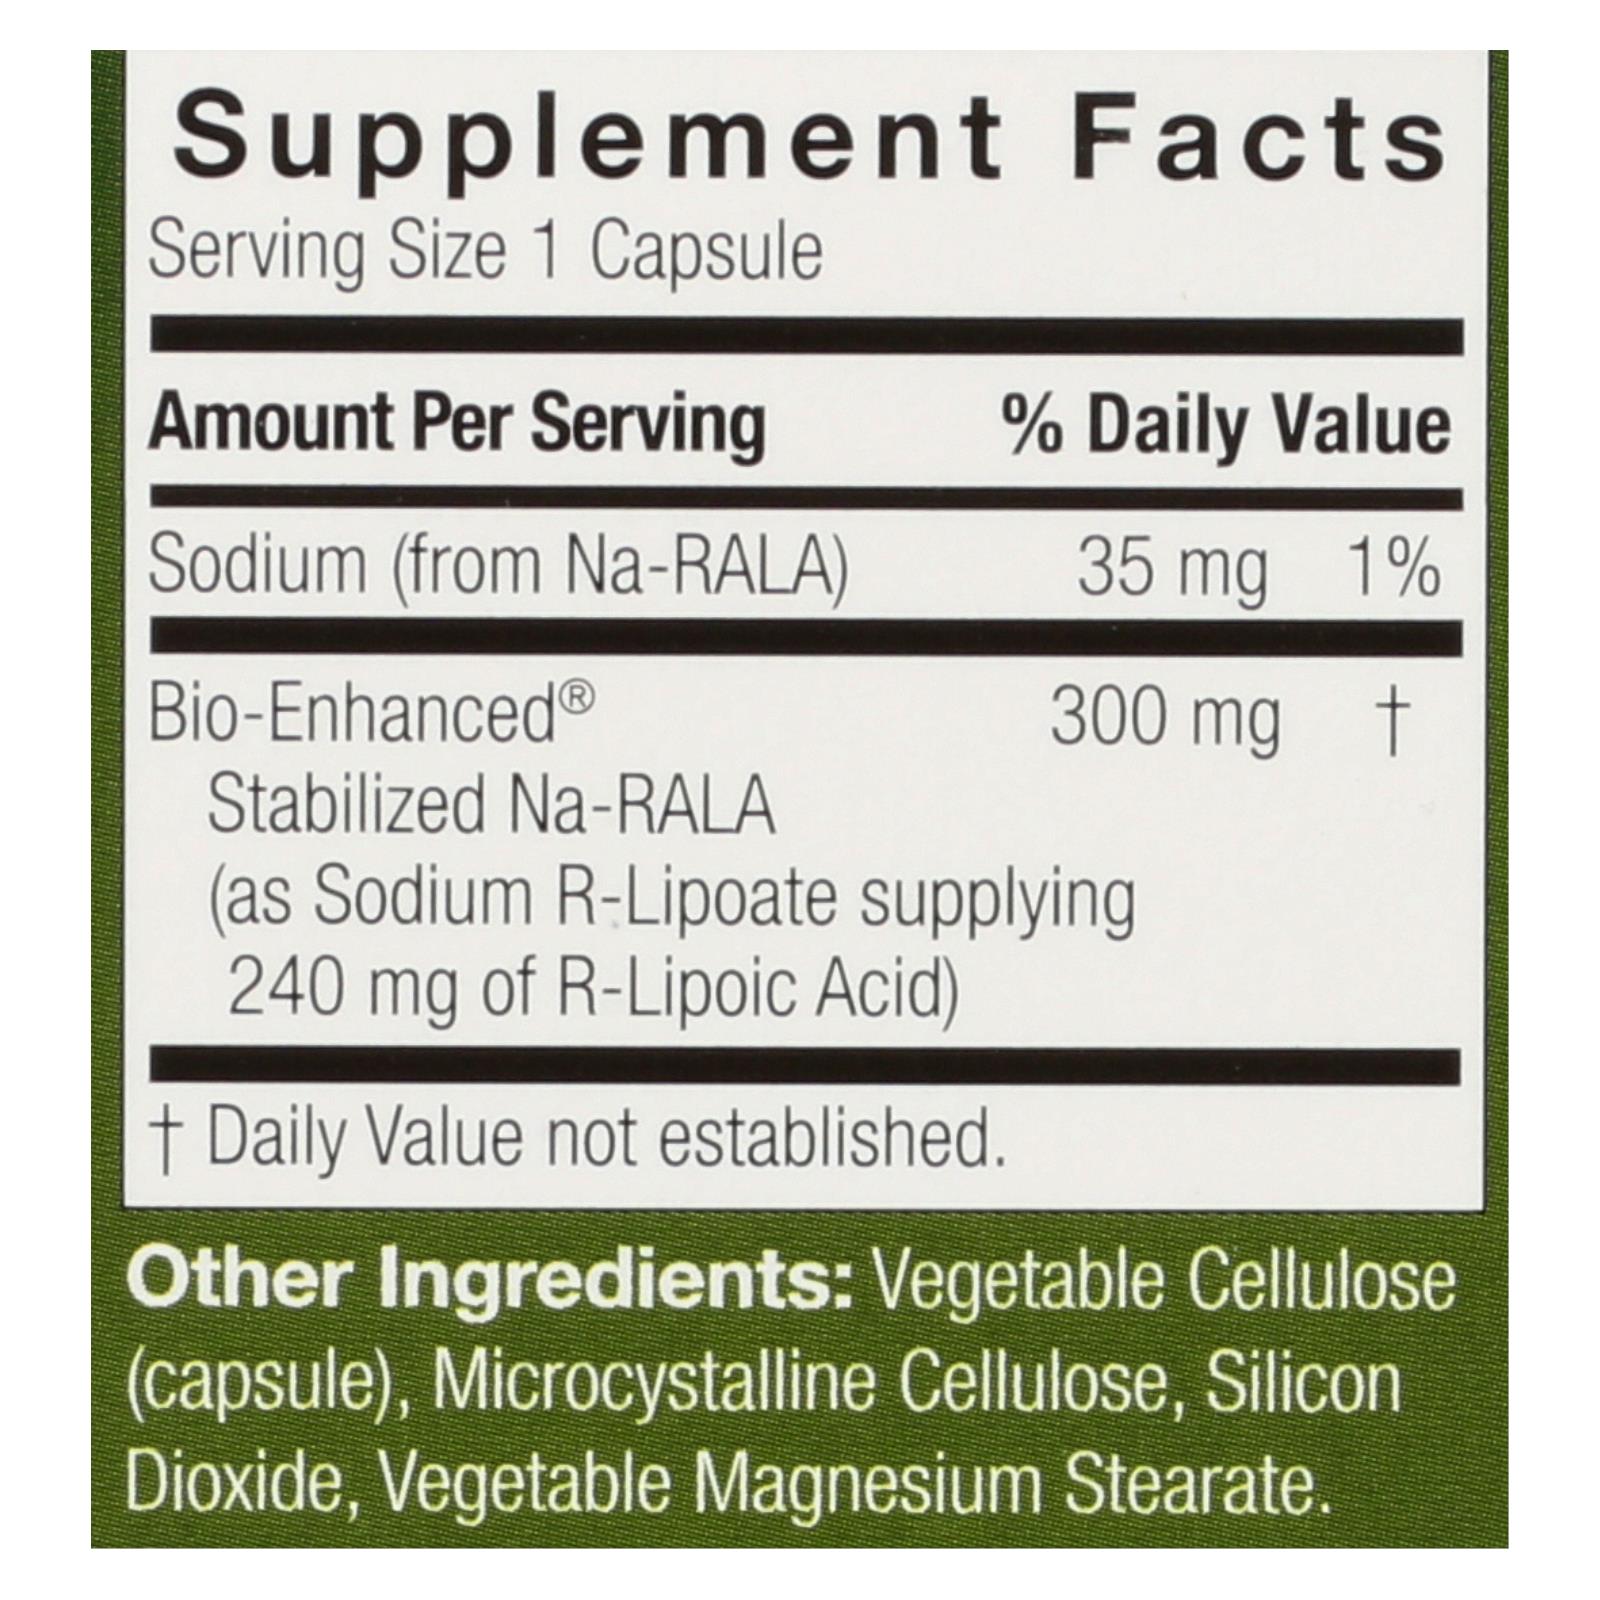 Supplement Facts
Serving Size 1 Capsule
Amount Per Serving % Daily Value
Sodium (from Na-RALA) 35 mg 1%
Bio-Enhanced® 300 mg †
Stabilized Na-RALA
(as Sodium R-Lipoate supplying
240 mg of R-Lipoic Acid)
† Daily Value not established.
Other Ingredients: Vegetable Cellulose
(capsule), Microcystalline Cellulose, Silicon
Dioxide, Vegetable Magnesium Stearate.